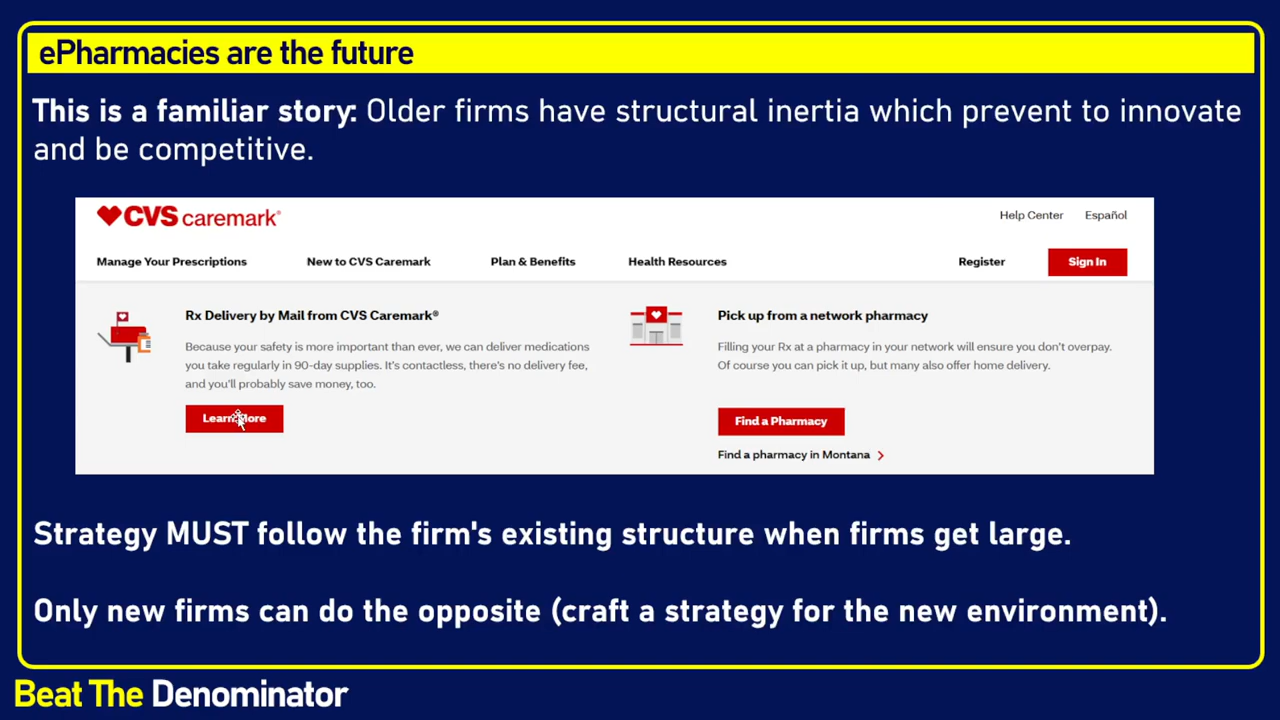 ePharmacies are the future
This is a familiar story: Older firms have structural inertia which prevent to innovate
and be competitive.
CVS caremark®
Help Center Español
Manage Your Prescriptions New to CVS Caremark Plan & Benefits Health Resources Register Sign In
Rx Delivery by Mail from CVS Caremark®
Because your safety is more important than ever, we can deliver medications
you take regularly in 90-day supplies. It's contactless, there's no delivery fee,
and you'll probably save money, too.
Learn More
Pick up from a network pharmacy
Filling your Rx at a pharmacy in your network will ensure you don't overpay.
Of course you can pick it up, but many also offer home delivery.
Find a Pharmacy
Find a pharmacy in Montana
Strategy MUST follow the firm's existing structure when firms get large.
Only new firms can do the opposite (craft a strategy for the new environment).
Beat The Denominator